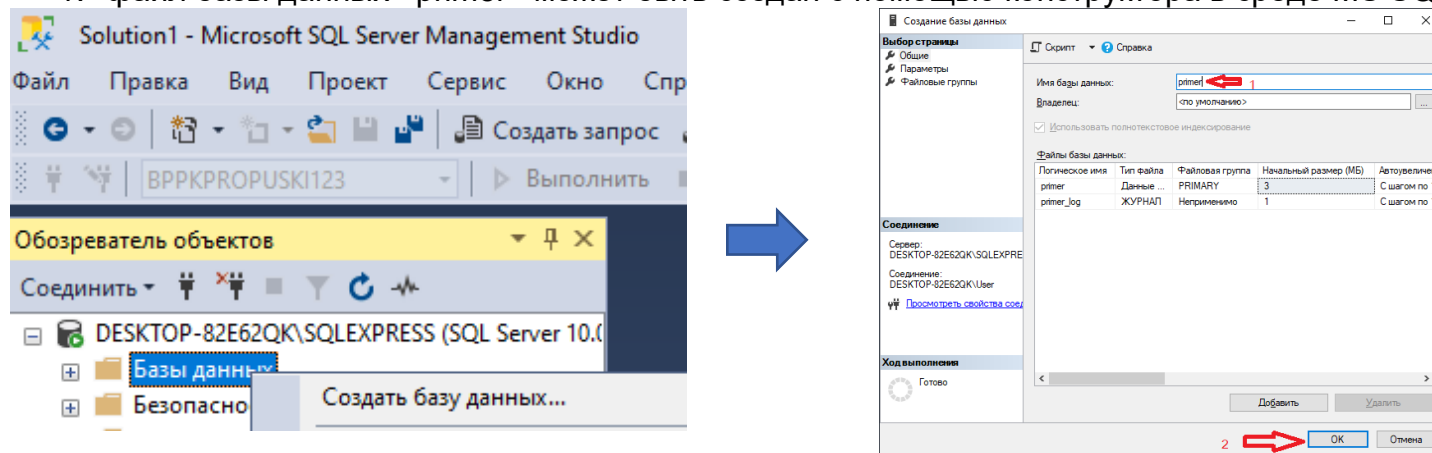 Solution1 - Microsoft SQL Server Management Studio
Файл Правка Вид Проект Сервис Окно Спр
Создать запрос
BPPKPROPUSKI123 Выполнить
Обозреватель объектов
Соединить
DESKTOP-82E62QK\SQLEXPRESS (SQL Server 10.(
Базы данных
Безопасно
Создать базу данных...
Создание базы данных
Выбор страницы
Общие
Параметры
Файловые группы
Соединение
Сервер:
DESKTOP-82E62QK\SQLEXPRE
Соединение:
DESKTOP-82E62QK\User
Просмотреть свойства соед
Ход выполнения
Готово
Скрипт Справка
Имя базы данных: primer 1
Владелец: <по умолчанию> ...
Использовать полнотекстовое индексирование
Файлы базы данных:
Логическое имя Тип файла Файловая группа Начальный размер (МБ) Автоувеличен
primer Данные ... PRIMARY 3 С шагом по
primer_log ЖУРНАЛ Неприменимо 1 С шагом по
Добавить Удалить
2 OK Отмена